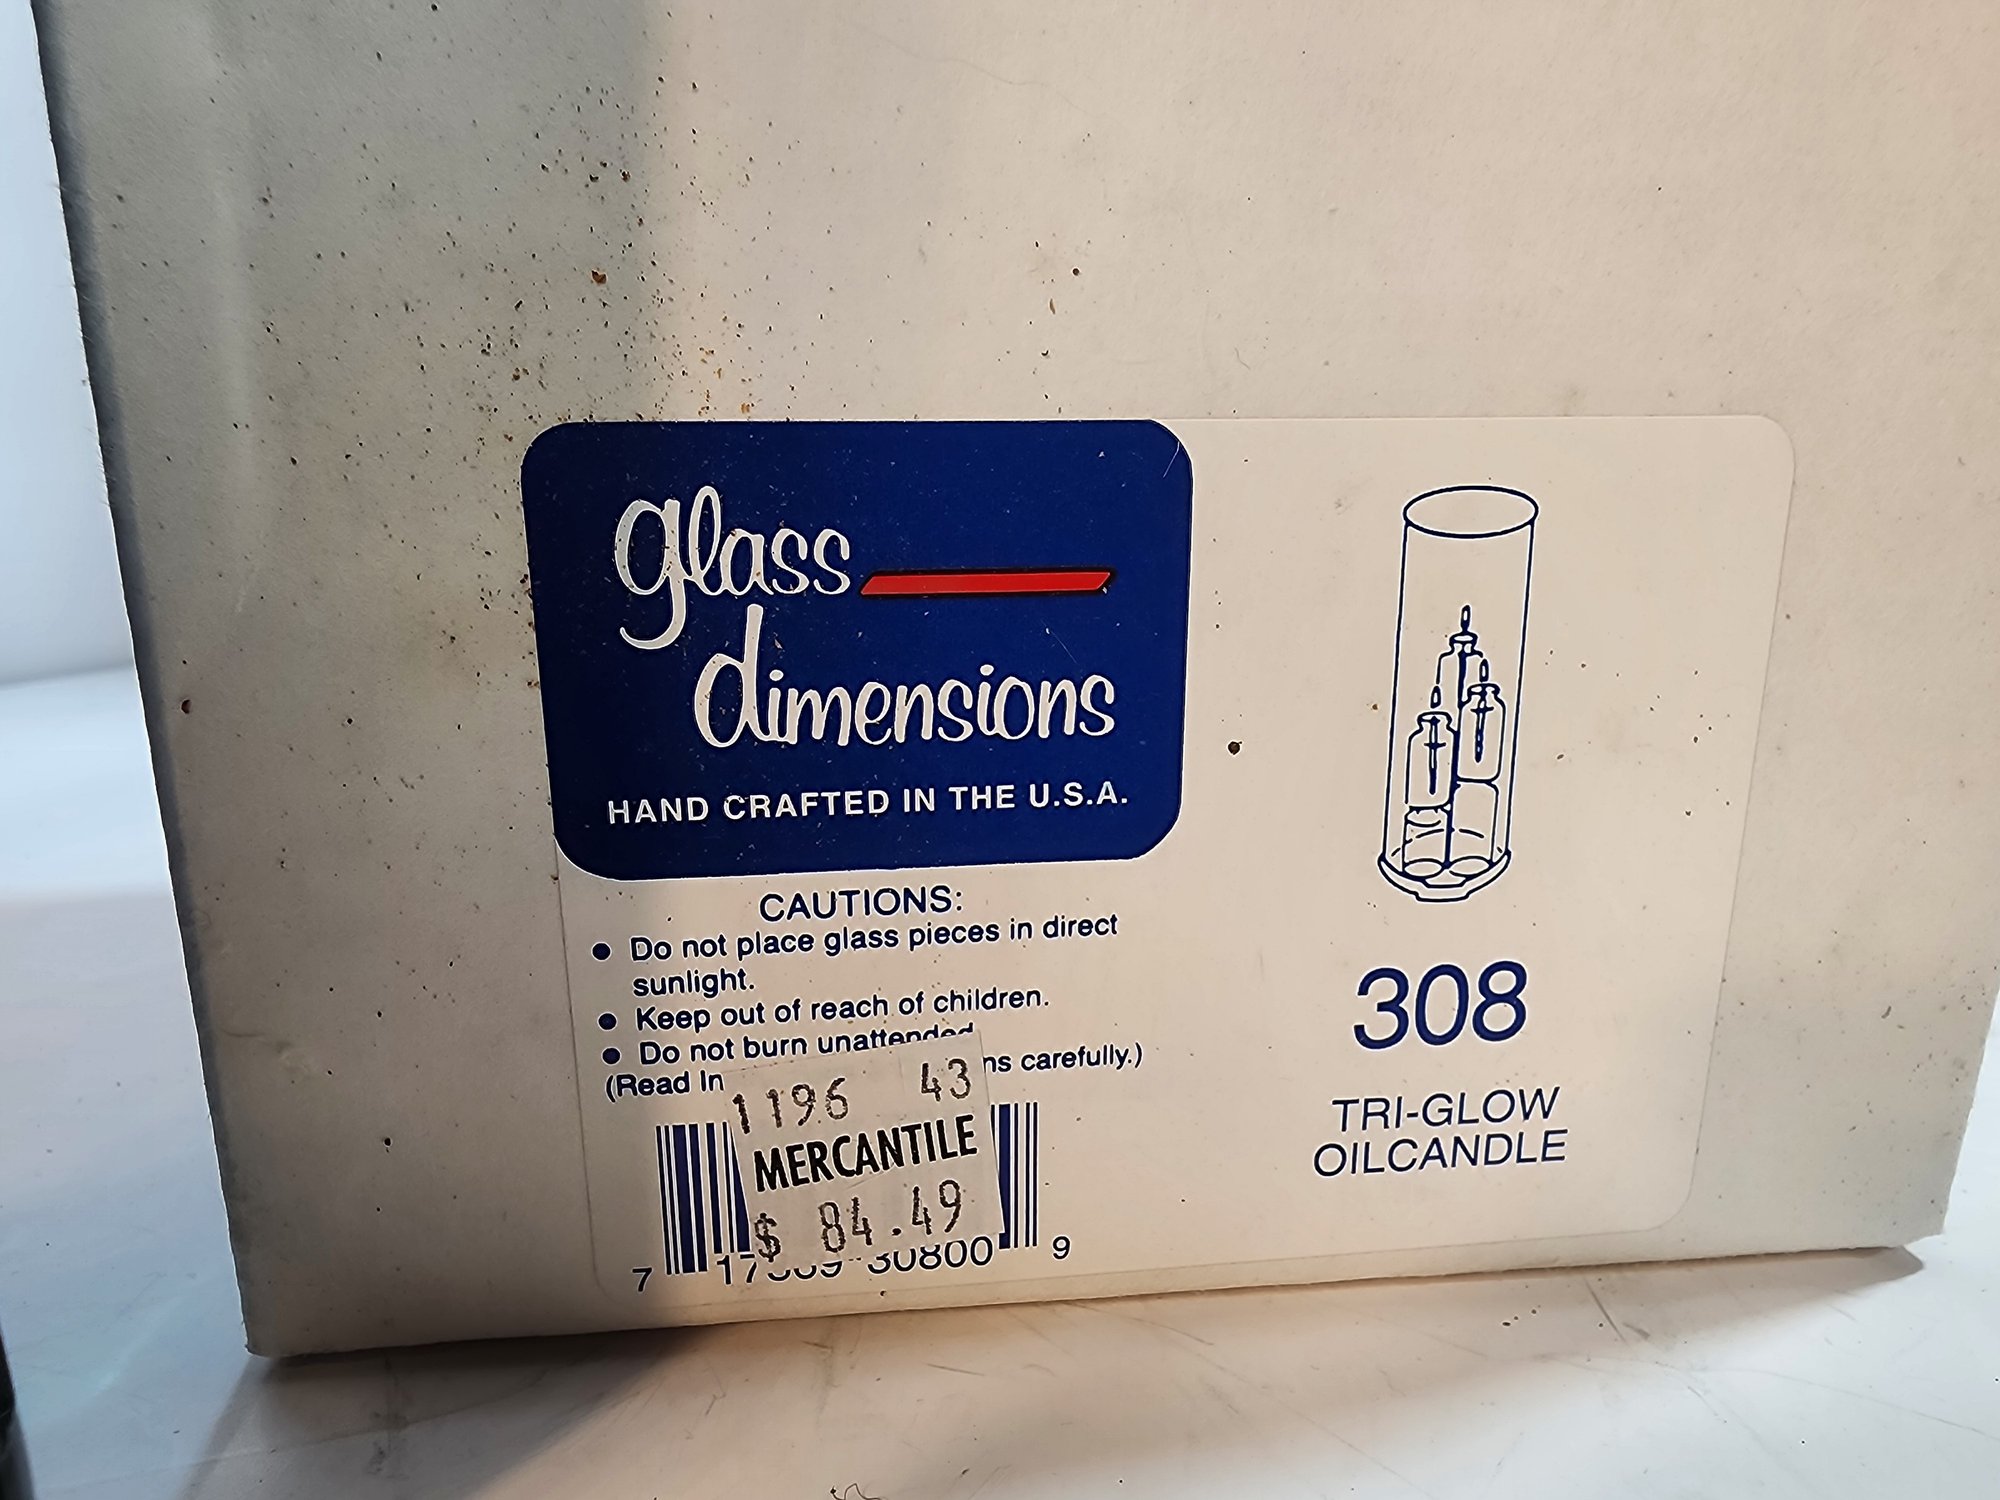 glass
dimensions
HAND CRAFTED IN THE U.S.A.
CAUTIONS:
• Do not place glass pieces in direct
sunlight.
• Keep out of reach of children.
• Do not burn unattended
(Read In ns carefully.)
1196 43
MERCANTILE
$ 84.49
7 17 09 30800 9
308
TRI-GLOW
OILCANDLE